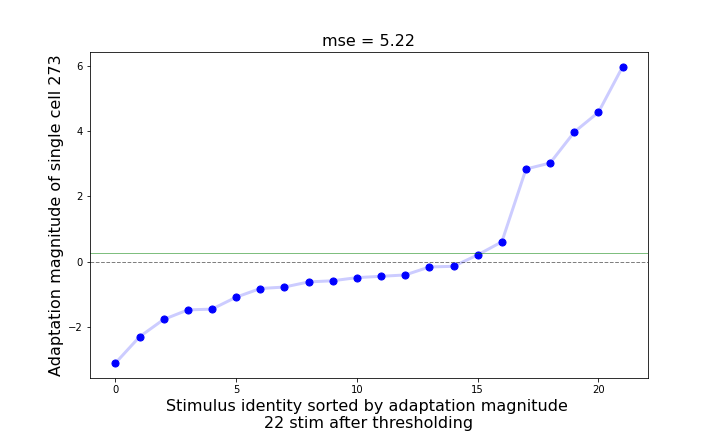 mse = 5.22
Adaptation magnitude of single cell 273
6
4
2
0
−2
0 5 10 15 20
Stimulus identity sorted by adaptation magnitude
22 stim after thresholding